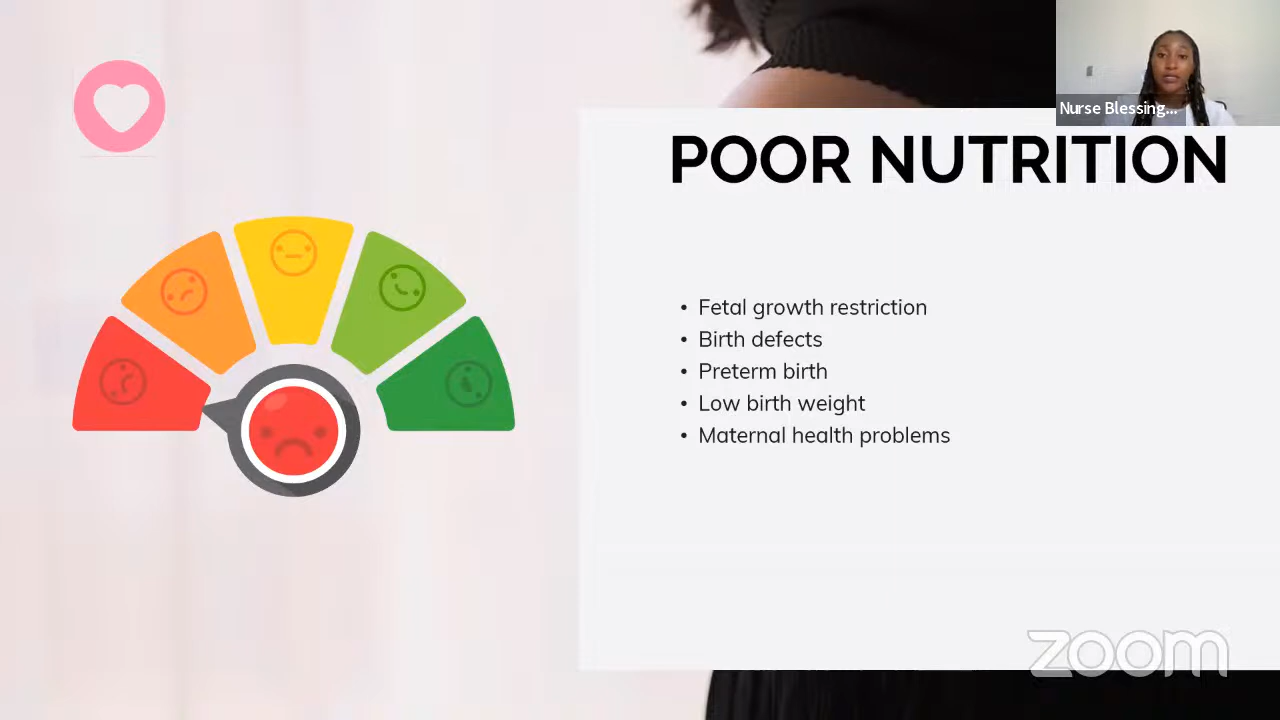 Nurse Blessing...
POOR NUTRITION
• Fetal growth restriction
• Birth defects
• Preterm birth
• Low birth weight
• Maternal health problems
zoom